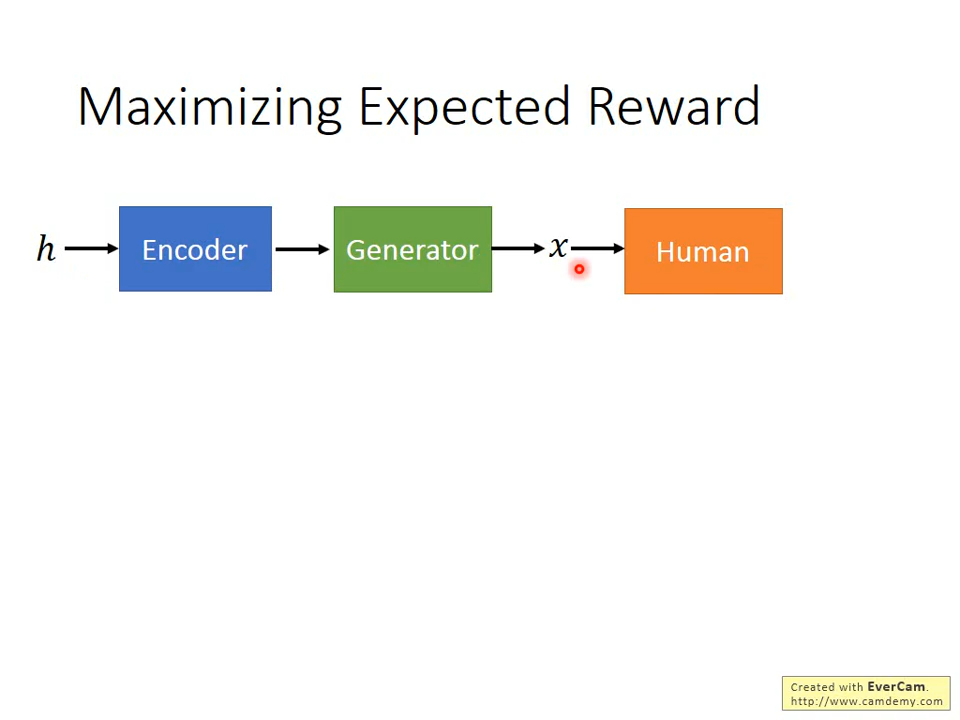 Maximizing Expected Reward
h Encoder Generator x Human
Created with EverCam.
http://www.camdemy.com